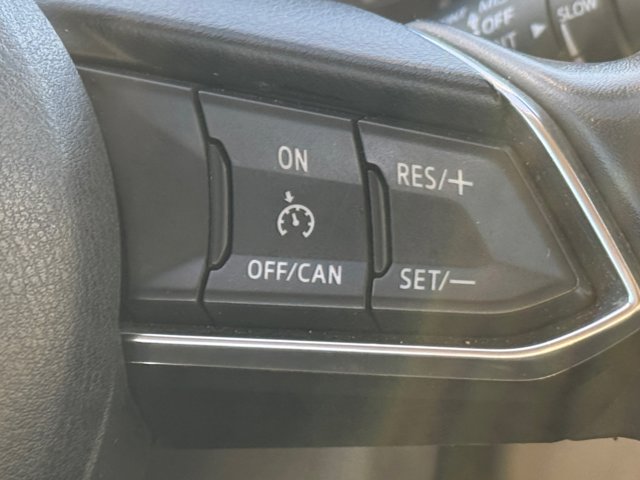 OFF
SLOW
ON
RES/+
OFF/CAN
SET/—